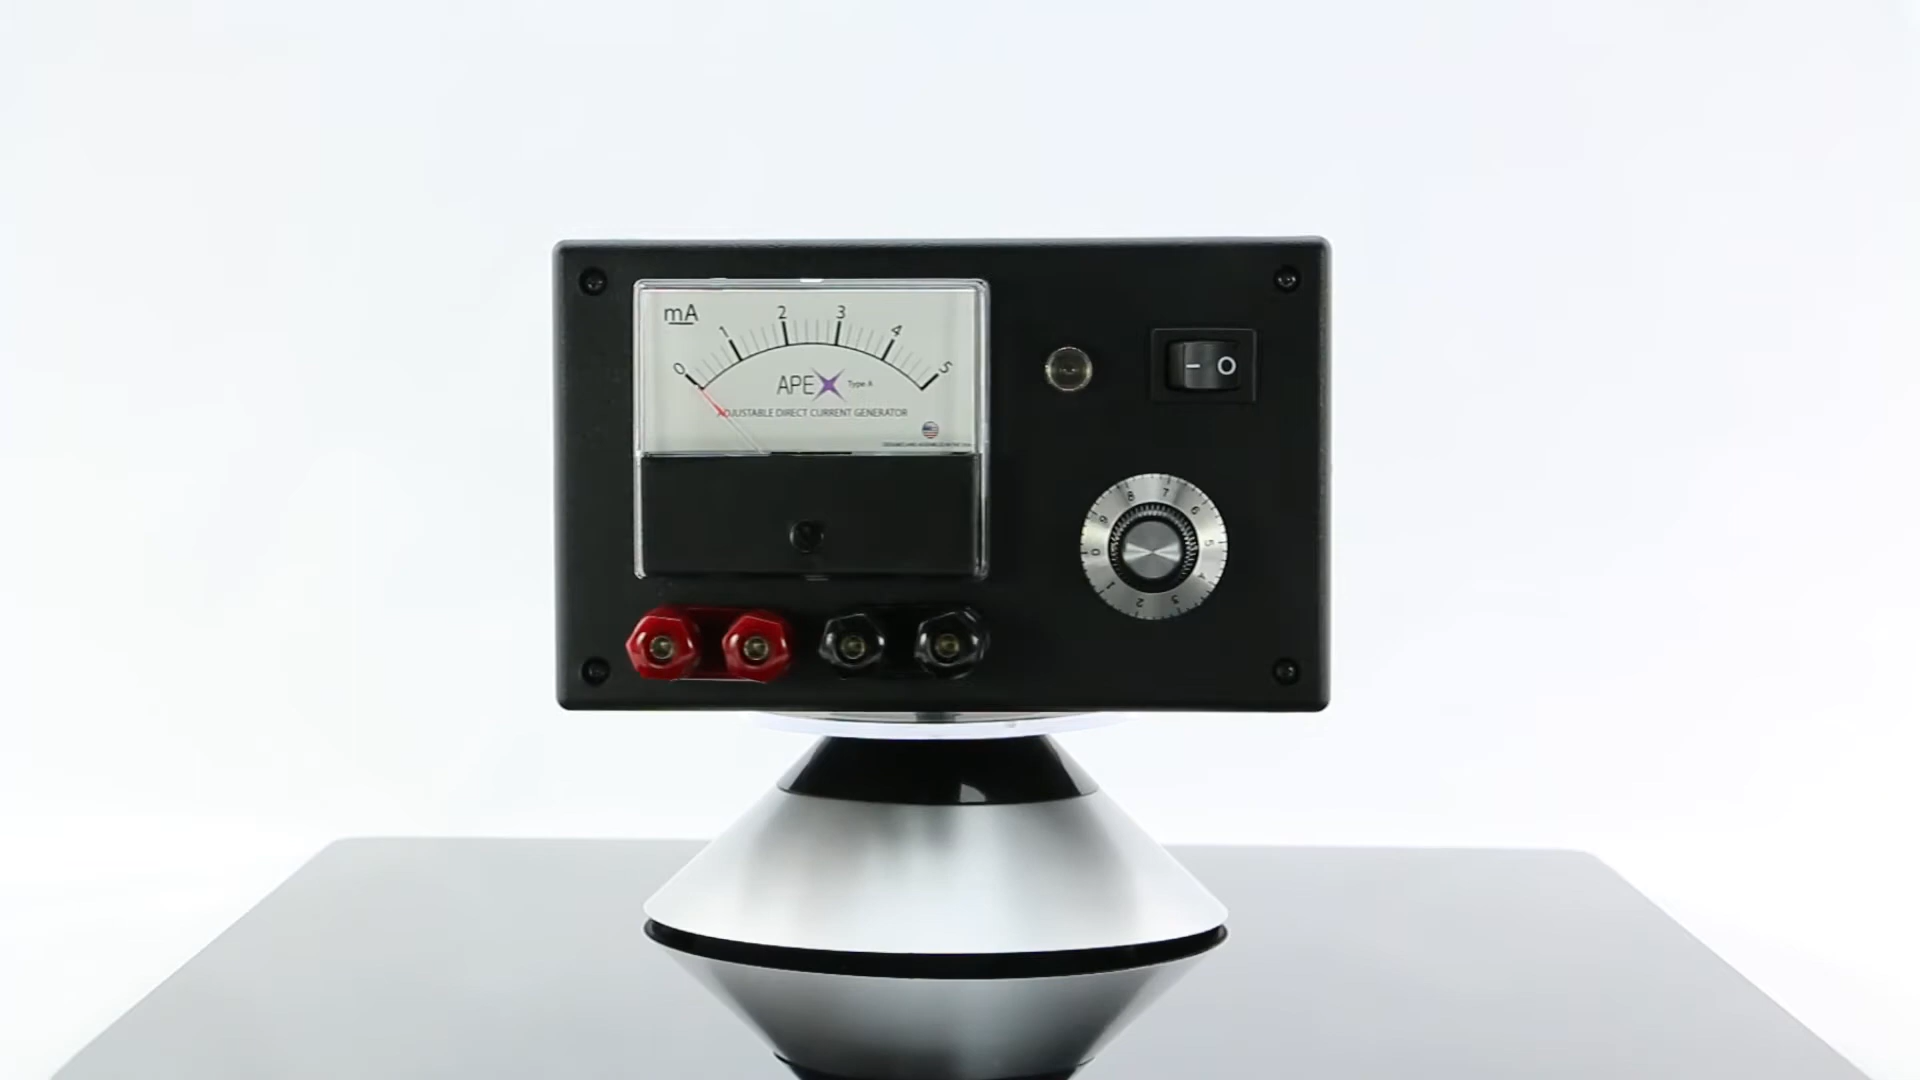 mA
0 1 2 3 4 5
APEX Type A
ADJUSTABLE DIRECT CURRENT GENERATOR
– O
0 1 2 3 4 5 6 7 8 9